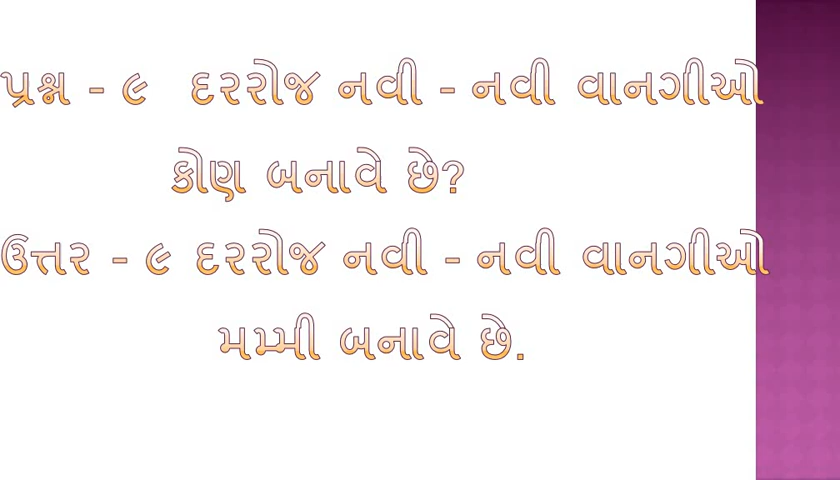 પ્રશ્ન - ૯ દરરોજ નવી - નવી વાનગીઓ
કોણ બનાવે છે?
ઉત્તર - ૯ દરરોજ નવી - નવી વાનગીઓ
મમ્મી બનાવે છે.